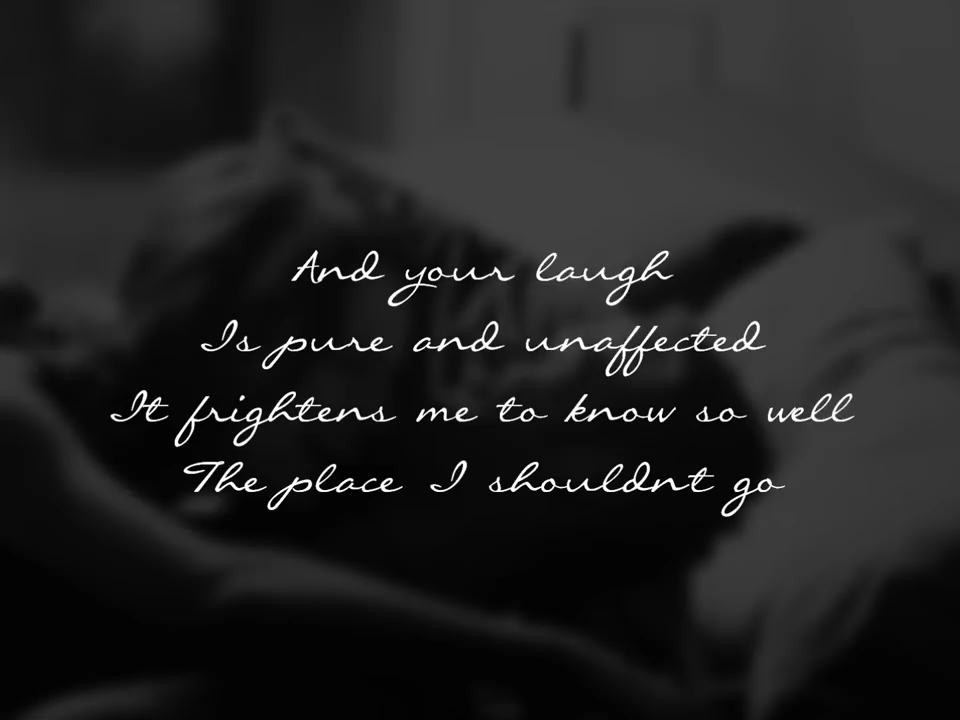 And your laugh
Is pure and unaffected
It frightens me to know so well
The place I shouldnt go